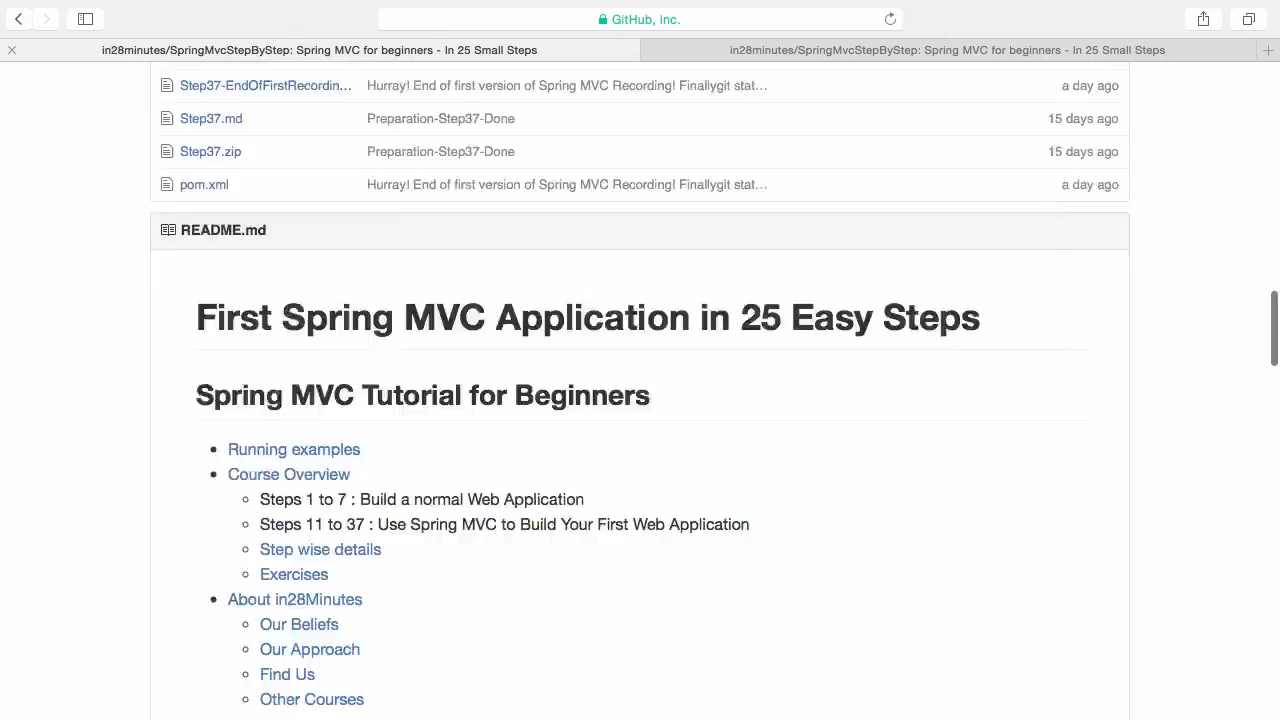 GitHub, Inc.
in28minutes/SpringMvcStepByStep: Spring MVC for beginners - In 25 Small Steps
in28minutes/SpringMvcStepByStep: Spring MVC for beginners - In 25 Small Steps
Step37-EndOfFirstRecordin... Hurray! End of first version of Spring MVC Recording! Finallygit stat... a day ago
Step37.md Preparation-Step37-Done 15 days ago
Step37.zip Preparation-Step37-Done 15 days ago
pom.xml Hurray! End of first version of Spring MVC Recording! Finallygit stat... a day ago
README.md
First Spring MVC Application in 25 Easy Steps
Spring MVC Tutorial for Beginners
Running examples
Course Overview
Steps 1 to 7 : Build a normal Web Application
Steps 11 to 37 : Use Spring MVC to Build Your First Web Application
Step wise details
Exercises
About in28Minutes
Our Beliefs
Our Approach
Find Us
Other Courses